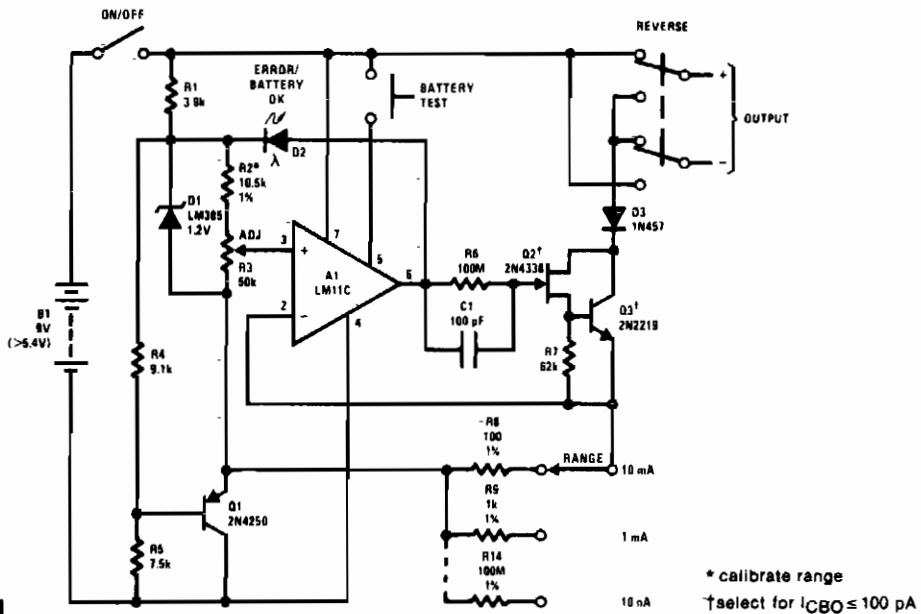 ON/OFF
REVERSE
R1
3.9k
ERROR/
BATTERY
OK
λ
D2
BATTERY
TEST
+
OUTPUT
−
R2*
10.5k
1%
D1
LM385
1.2V
ADJ
R3
50k
3
+
7
5
A1
LM11C
6
2
−
4
R6
100M
C1
100 pF
Q2†
2N4338
D3
1N457
Q3†
2N2219
R7
62k
B1
9V
(>5.4V)
R4
9.1k
R8
100
1%
RANGE
10 mA
Q1
2N4250
R9
1k
1%
1 mA
R5
7.5k
R14
100M
1%
10 nA
* calibrate range
†select for ICBO ≤ 100 pA